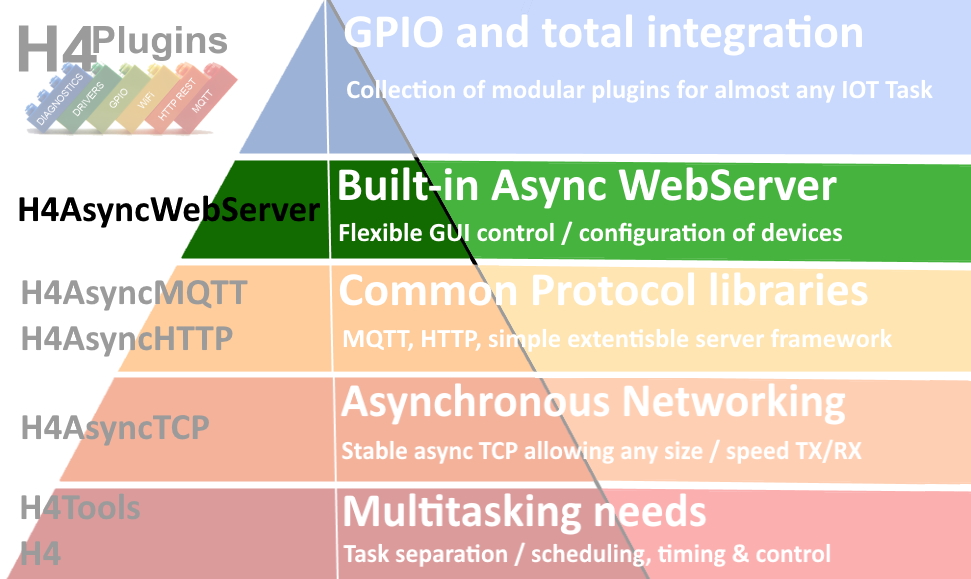 H4Plugins
DIAGNOSTICS
DRIVERS
GPIO
WiFi
HTTP REST
MQTT
GPIO and total integration
Collection of modular plugins for almost any IOT Task
H4AsyncWebServer
Built-in Async WebServer
Flexible GUI control / configuration of devices
H4AsyncMQTT
H4AsyncHTTP
Common Protocol libraries
MQTT, HTTP, simple extentisble server framework
H4AsyncTCP
Asynchronous Networking
Stable async TCP allowing any size / speed TX/RX
H4Tools
H4
Multitasking needs
Task separation / scheduling, timing & control